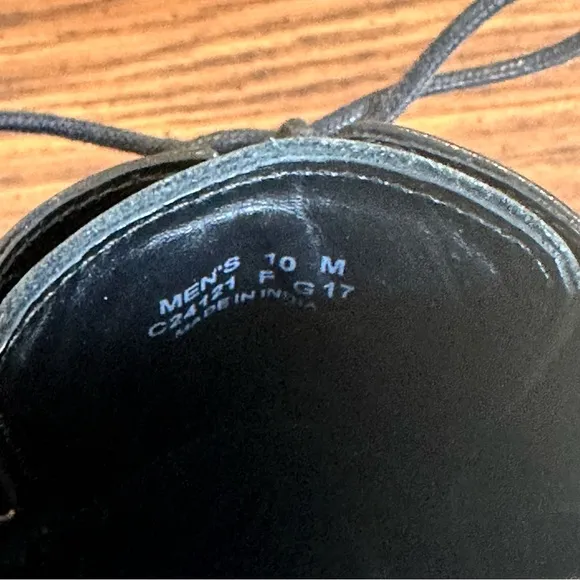 MEN'S 10 M
C24121 F G17
MADE IN INDIA